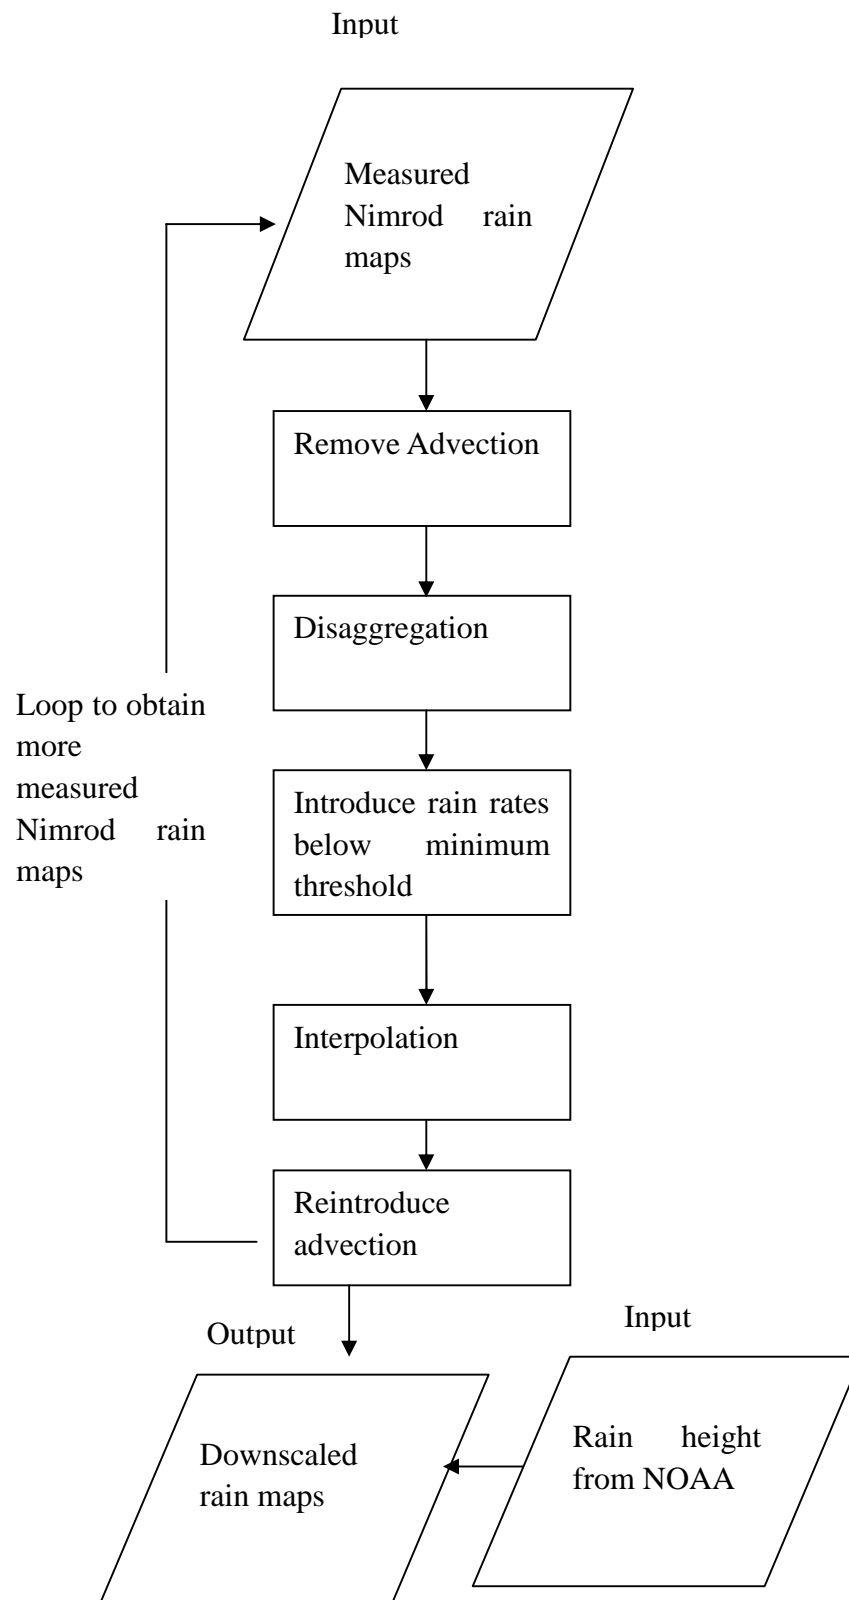 Input
Measured
Nimrod rain
maps
Remove Advection
Disaggregation
Loop to obtain
more
measured
Nimrod rain
maps
Introduce rain rates
below minimum
threshold
Interpolation
Reintroduce
advection
Output
Input
Downscaled
rain maps
Rain height
from NOAA